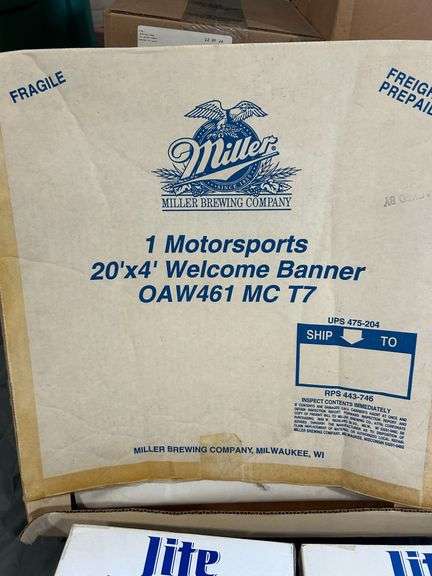 FRAGILE
FREIGHT
PREPAID
Miller
SINCE
MILLER BREWING COMPANY
1 Motorsports
20'x4' Welcome Banner
OAW461 MC T7
UPS 475-204
SHIP TO
RPS 443-746
INSPECT CONTENTS IMMEDIATELY
MILLER BREWING COMPANY, MILWAUKEE, WI
lite
lite